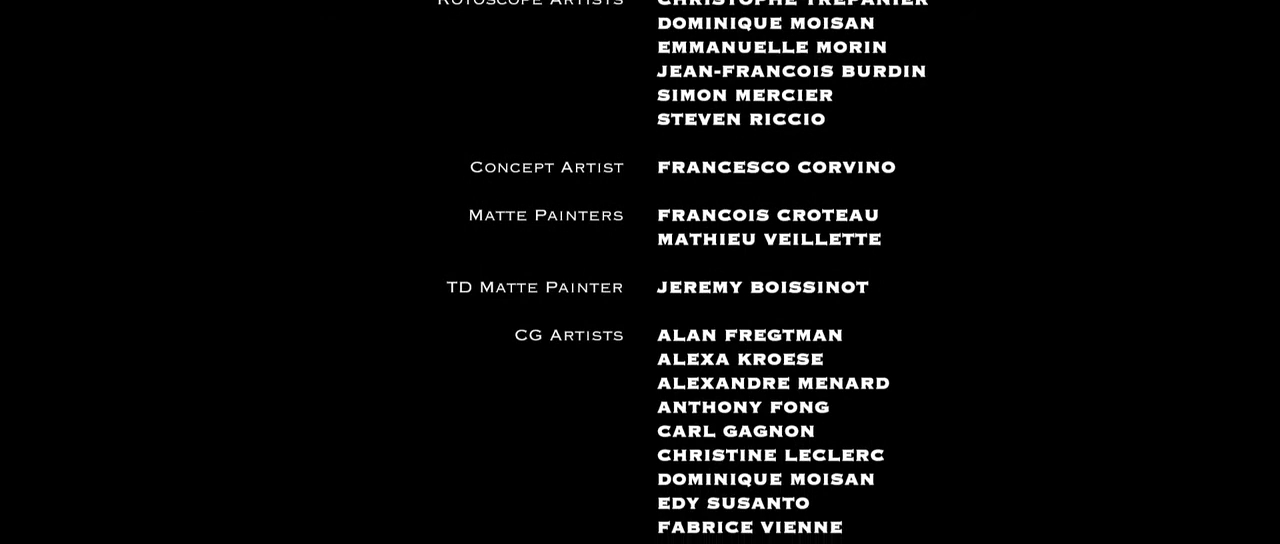 Rotoscope Artists CHRISTOPHE TREPANIER
DOMINIQUE MOISAN
EMMANUELLE MORIN
JEAN-FRANCOIS BURDIN
SIMON MERCIER
STEVEN RICCIO
Concept Artist FRANCESCO CORVINO
Matte Painters FRANCOIS CROTEAU
MATHIEU VEILLETTE
TD Matte Painter JEREMY BOISSINOT
CG Artists ALAN FREGTMAN
ALEXA KROESE
ALEXANDRE MENARD
ANTHONY FONG
CARL GAGNON
CHRISTINE LECLERC
DOMINIQUE MOISAN
EDY SUSANTO
FABRICE VIENNE